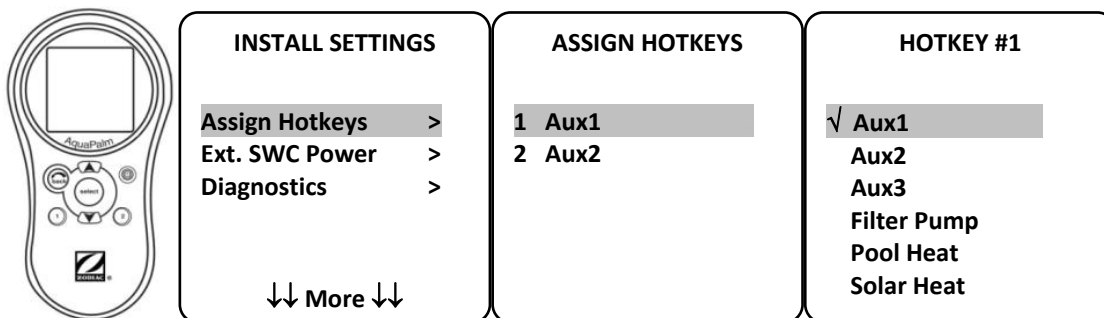 AquaPalm
back
select
1
2
ZODIAC
INSTALL SETTINGS
Assign Hotkeys >
Ext. SWC Power >
Diagnostics >
↓↓ More ↓↓
ASSIGN HOTKEYS
1 Aux1
2 Aux2
HOTKEY #1
√ Aux1
Aux2
Aux3
Filter Pump
Pool Heat
Solar Heat